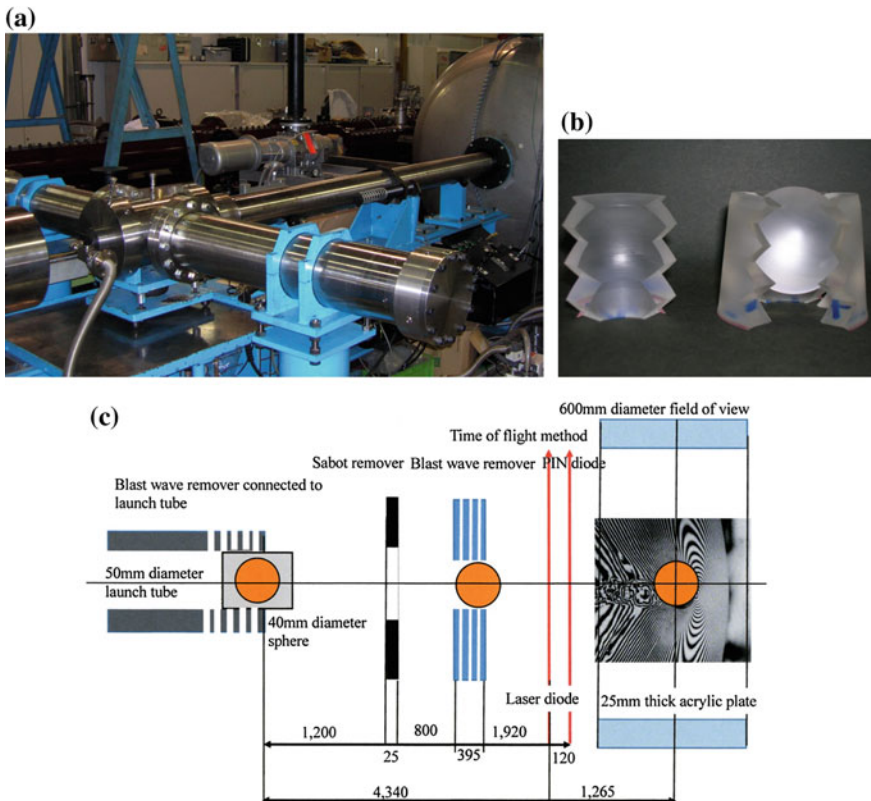 (a)
(b)
(c)
600mm diameter field of view
Time of flight method
Sabot remover Blast wave remover PIN diode
Blast wave remover connected to
launch tube
50mm diameter
launch tube
40mm diameter
sphere
Laser diode
25mm thick acrylic plate
1,200
800
1,920
25
395
120
4,340
1,265